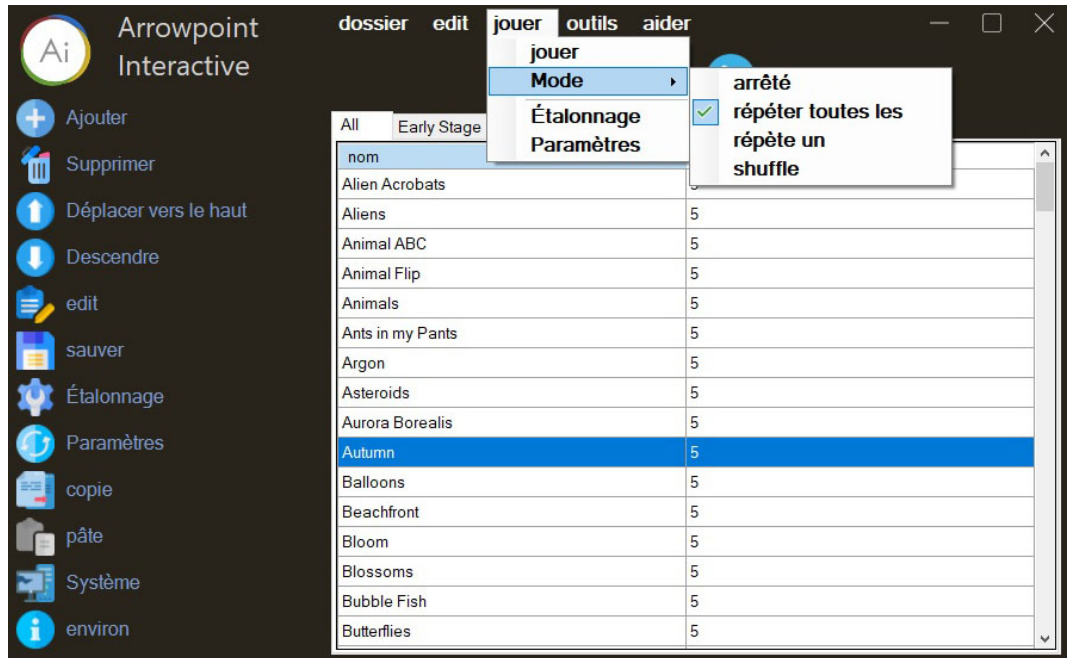 Ai
Arrowpoint
Interactive
dossier edit jouer outils aider
jouer
Mode
Étalonnage
Paramètres
arrêté
répéter toutes les
répète un
shuffle
Ajouter
Supprimer
Déplacer vers le haut
Descendre
edit
sauver
Étalonnage
Paramètres
copie
pâte
Système
environ
All Early Stage
nom
Alien Acrobats 5
Aliens 5
Animal ABC 5
Animal Flip 5
Animals 5
Ants in my Pants 5
Argon 5
Asteroids 5
Aurora Borealis 5
Autumn 5
Balloons 5
Beachfront 5
Bloom 5
Blossoms 5
Bubble Fish 5
Butterflies 5